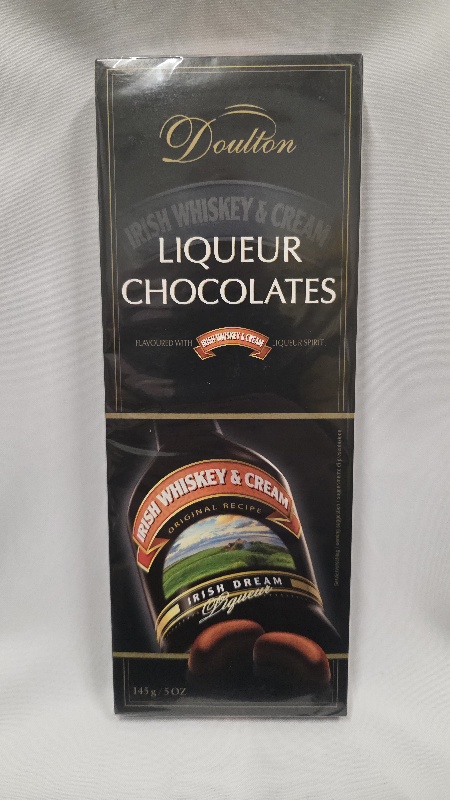 Doulton
IRISH WHISKEY & CREAM
LIQUEUR
CHOCOLATES
FLAVOURED WITH IRISH WHISKEY & CREAM LIQUEUR SPIRIT
IRISH WHISKEY & CREAM
ORIGINAL RECIPE
IRISH DREAM
Liqueur
145 g / 5 OZ